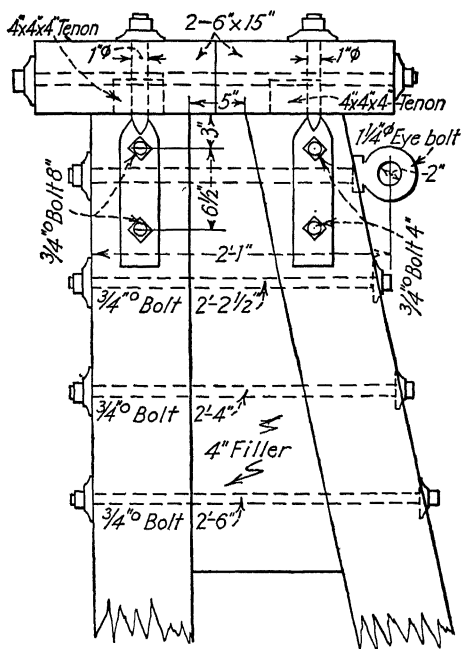 4"x4"x4" Tenon
2-6"x15"
1"φ
1"φ
5"
4"x4"x4" Tenon
3"
1¼"φ Eye bolt
2"
3/4"φ Bolt 8"
6½"
3/4"φ Bolt 4"
2'-1"
3/4"φ Bolt 2'-2½"
3/4"φ Bolt 2'-4"
4" Filler
3/4"φ Bolt 2'-6"